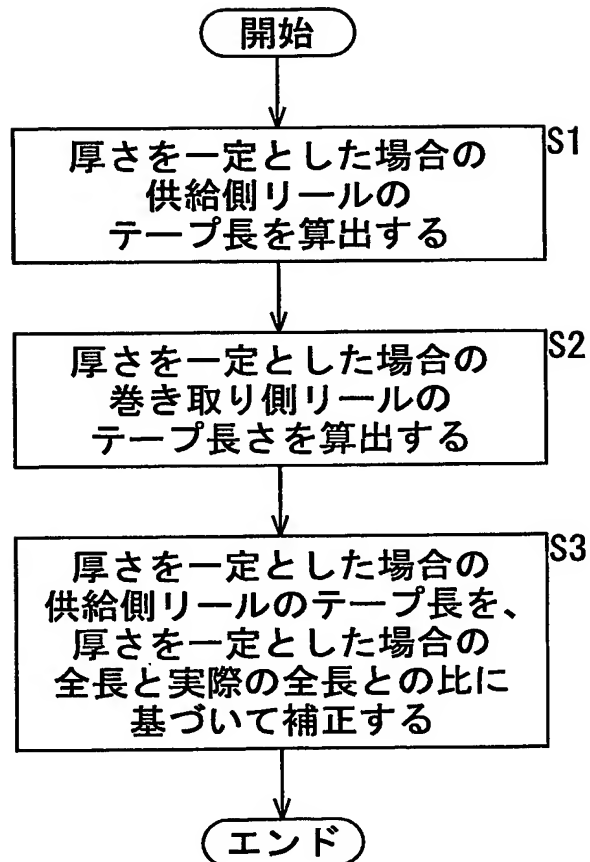 開始
S1
厚さを一定とした場合の
供給側リールの
テープ長を算出する
S2
厚さを一定とした場合の
巻き取り側リールの
テープ長さを算出する
S3
厚さを一定とした場合の
供給側リールのテープ長を、
厚さを一定とした場合の
全長と実際の全長との比に
基づいて補正する
エンド